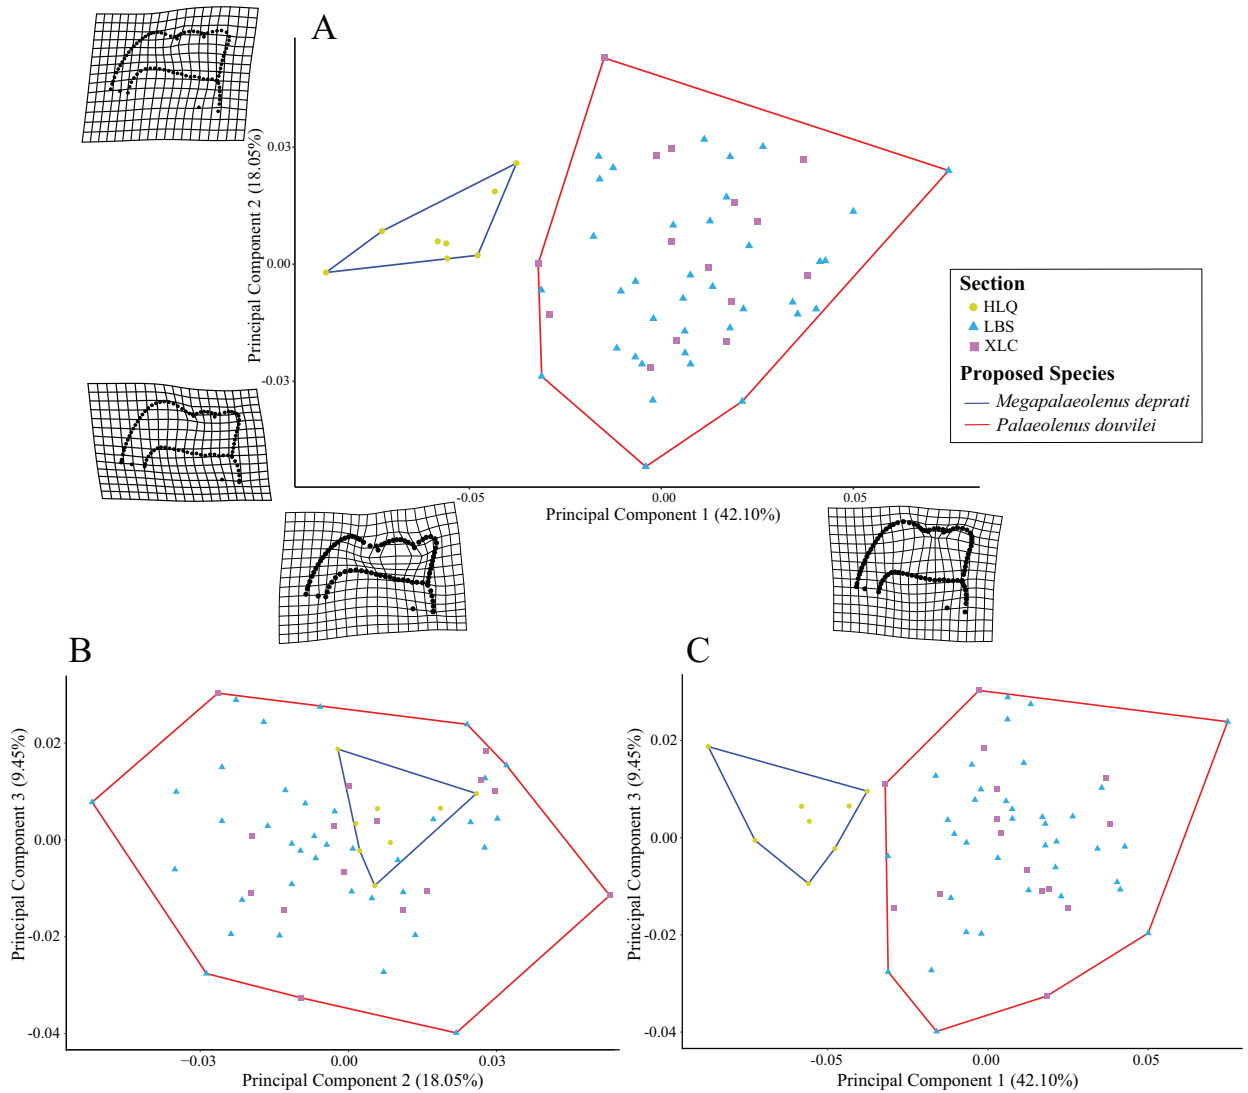 A
Principal Component 2 (18.05%)
0.03
0.00
-0.03
-0.05
0.00
0.05
Principal Component 1 (42.10%)
Section
HLQ
LBS
XLC
Proposed Species
Megapalaeolenus deprati
Palaeolenus douvilei
B
Principal Component 3 (9.45%)
0.02
0.00
-0.02
-0.04
−0.03
0.00
0.03
Principal Component 2 (18.05%)
C
Principal Component 3 (9.45%)
0.02
0.00
-0.02
-0.04
-0.05
0.00
0.05
Principal Component 1 (42.10%)